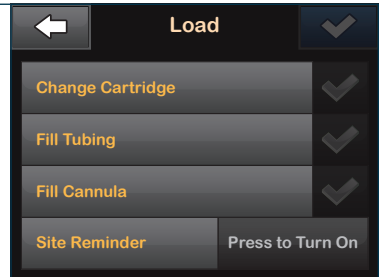 Load
Change Cartridge
Fill Tubing
Fill Cannula
Site Reminder Press to Turn On